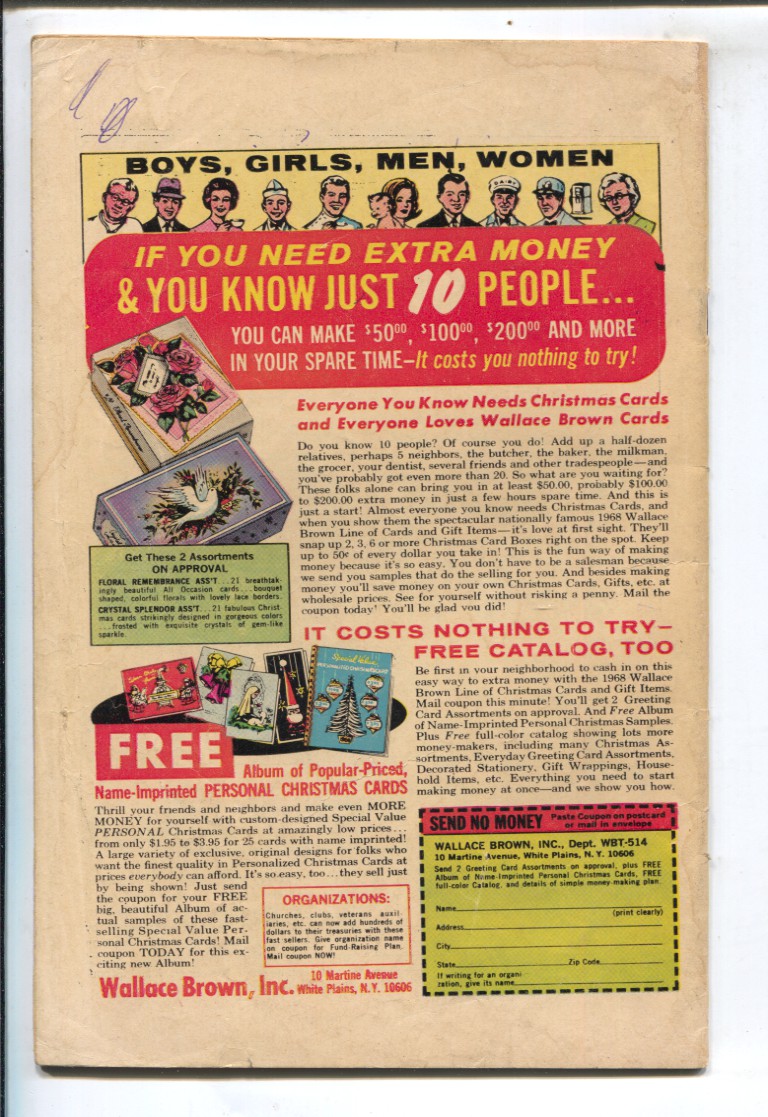 BOYS, GIRLS, MEN, WOMEN
IF YOU NEED EXTRA MONEY
& YOU KNOW JUST 10 PEOPLE...
YOU CAN MAKE $50⁰⁰, $100⁰⁰, $200⁰⁰ AND MORE
IN YOUR SPARE TIME—It costs you nothing to try!
Everyone You Know Needs Christmas Cards
and Everyone Loves Wallace Brown Cards
Do you know 10 people? Of course you do! Add up a half-dozen
relatives, perhaps 5 neighbors, the butcher, the baker, the milkman,
the grocer, your dentist, several friends and other tradespeople—and
you've probably got even more than 20. So what are you waiting for?
These folks alone can bring you in at least $50.00, probably $100.00
to $200.00 extra money in just a few hours spare time. And this is
just a start! Almost everyone you know needs Christmas Cards, and
when you show them the spectacular nationally famous 1968 Wallace
Brown Line of Cards and Gift Items—it's love at first sight. They'll
snap up 2, 3, 6 or more Christmas Card Boxes right on the spot. Keep
up to 50¢ of every dollar you take in! This is the fun way of making
money because it's so easy. You don't have to be a salesman because
we send you samples that do the selling for you. And besides making
money you'll save money on your own Christmas Cards, Gifts, etc. at
wholesale prices. See for yourself without risking a penny. Mail the
coupon today! You'll be glad you did!
Get These 2 Assortments
ON APPROVAL
FLORAL REMEMBRANCE ASS'T...21 breathtak-
ingly beautiful All Occasion cards...bouquet
shaped, colorful florals with lovely lace borders.
CRYSTAL SPLENDOR ASS'T...21 fabulous Christ-
mas cards strikingly designed in gorgeous colors
...frosted with exquisite crystals of gem-like
sparkle.
IT COSTS NOTHING TO TRY—
FREE CATALOG, TOO
Be first in your neighborhood to cash in on this
easy way to extra money with the 1968 Wallace
Brown Line of Christmas Cards and Gift Items.
Mail coupon this minute! You'll get 2 Greeting
Card Assortments on approval. And Free Album
of Name-Imprinted Personal Christmas Samples.
Plus Free full-color catalog showing lots more
money-makers, including many Christmas As-
sortments, Everyday Greeting Card Assortments,
Decorated Stationery, Gift Wrappings, House-
hold Items, etc. Everything you need to start
making money at once—and we show you how.
Special Value
FREE
Album of Popular-Priced,
Name-Imprinted PERSONAL CHRISTMAS CARDS
Thrill your friends and neighbors and make even MORE
MONEY for yourself with custom-designed Special Value
PERSONAL Christmas Cards at amazingly low prices...
from only $1.95 to $3.95 for 25 cards with name imprinted!
A large variety of exclusive, original designs for folks who
want the finest quality in Personalized Christmas Cards at
prices everybody can afford. It's so easy, too...they sell just
by being shown! Just send
the coupon for your FREE
big, beautiful Album of ac-
tual samples of these fast-
selling Special Value Per-
sonal Christmas Cards! Mail
coupon TODAY for this ex-
citing new Album!
ORGANIZATIONS:
Churches, clubs, veterans auxil-
iaries, etc. can now add hundreds of
dollars to their treasuries with these
fast sellers. Give organization name
on coupon for Fund-Raising Plan.
Mail coupon NOW!
Wallace Brown, Inc.
10 Martine Avenue
White Plains, N.Y. 10606
SEND NO MONEY Paste Coupon on postcard
or mail in envelope
WALLACE BROWN, INC., Dept. WBT-514
10 Martine Avenue, White Plains, N. Y. 10606
Send 2 Greeting Card Assortments on approval, plus FREE
Album of Name-Imprinted Personal Christmas Cards, FREE
full-color Catalog, and details of simple money-making plan.
Name
(print clearly)
Address
City
State Zip Code
If writing for an organi
zation, give its name